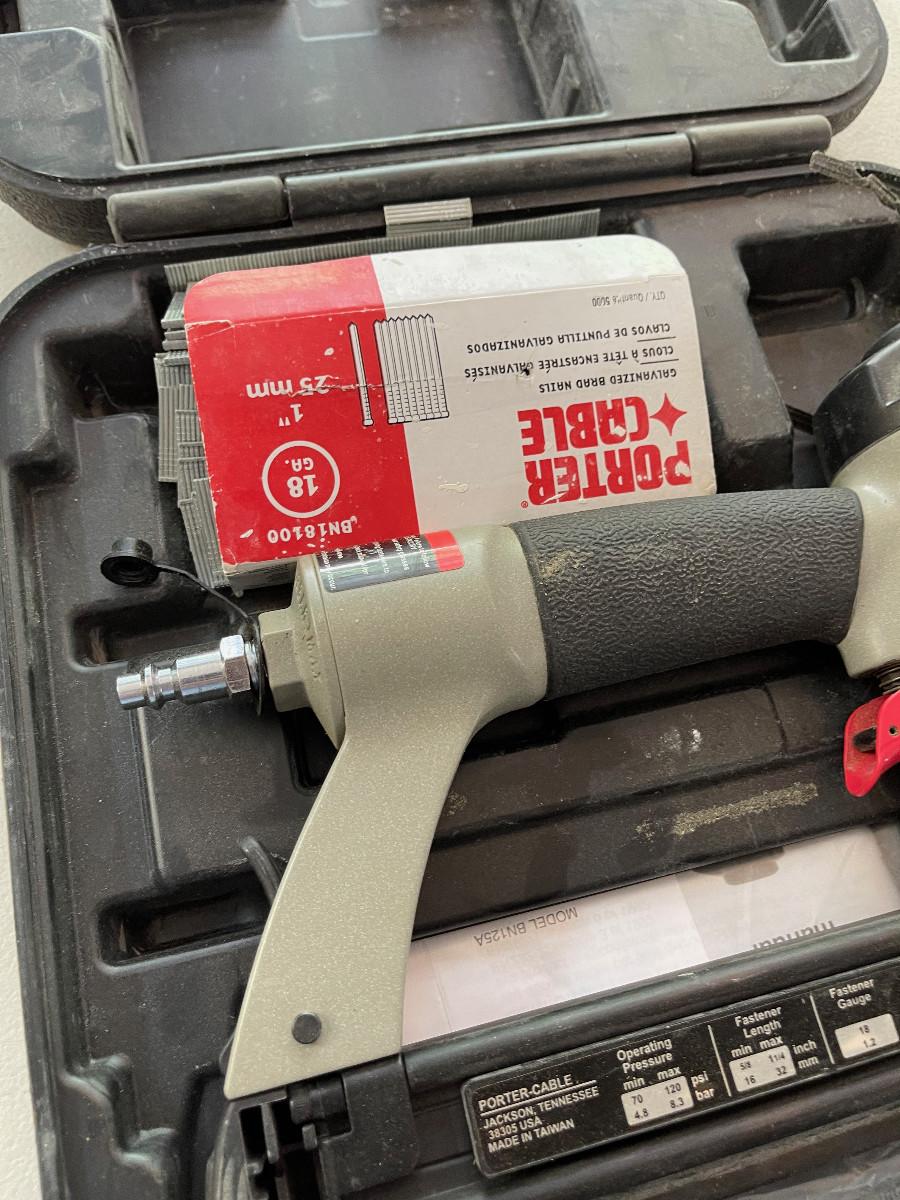 PORTER
CABLE
®
GALVANIZED BRAD NAILS
CLOUS À TÊTE ENCASTRÉE GALVANISÉS
CLAVOS DE PUNTILLA GALVANIZADOS
QTY. / Quantité 5000
BN18100
18
GA.
1"
25 mm
MODEL BN125A
PORTER-CABLE
JACKSON, TENNESSEE
38305 USA
MADE IN TAIWAN
Operating
Pressure
min max
70 120 psi
4.8 8.3 bar
Fastener
Length
min max
5/8 1 1/4 inch
16 32 mm
Fastener
Gauge
18
1.2